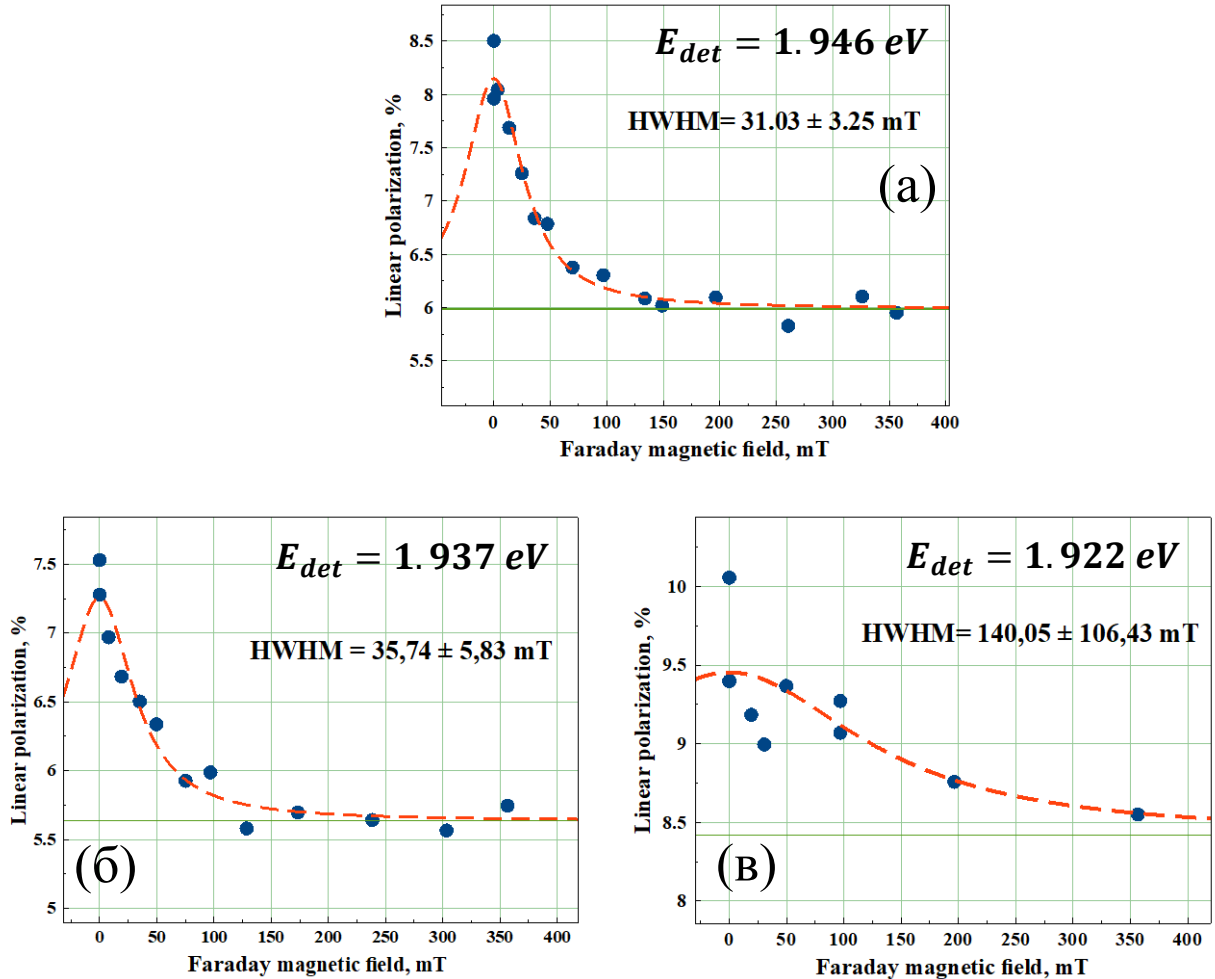 E_det = 1.946 eV
HWHM= 31.03 ± 3.25 mT
(а)
Linear polarization, %
8.5
8
7.5
7
6.5
6
5.5
0 50 100 150 200 250 300 350 400
Faraday magnetic field, mT
E_det = 1.937 eV
HWHM = 35,74 ± 5,83 mT
(б)
Linear polarization, %
7.5
7
6.5
6
5.5
5
0 50 100 150 200 250 300 350 400
Faraday magnetic field, mT
E_det = 1.922 eV
HWHM= 140,05 ± 106,43 mT
(в)
Linear polarization, %
10
9.5
9
8.5
8
0 50 100 150 200 250 300 350 400
Faraday magnetic field, mT